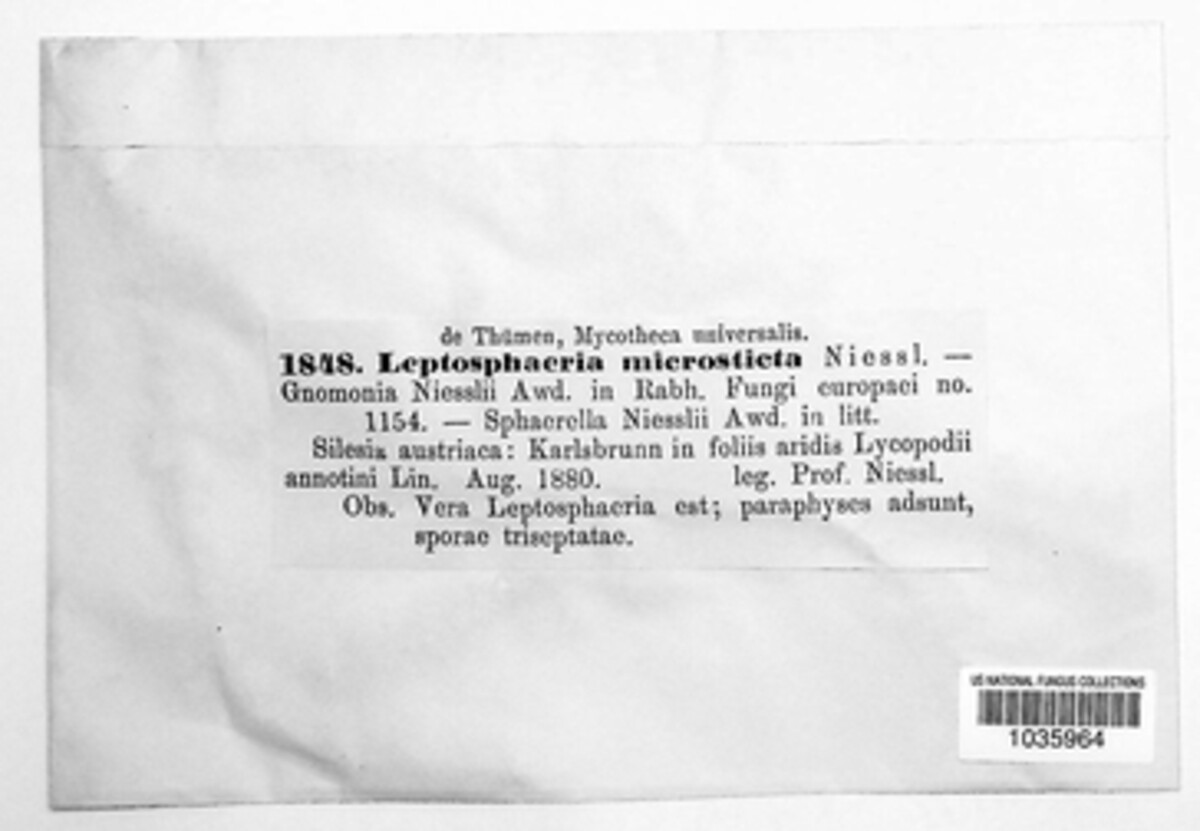 de Thümen, Mycotheca universalis.
1848. Leptosphaeria microsticta Niessl. —
Gnomonia Niesslii Awd. in Rabh. Fungi europaei no.
1154. — Sphaerella Niesslii Awd. in litt.
Silesia austriaca: Karlsbrunn in foliis aridis Lycopodii
annotini Lin. Aug. 1880. leg. Prof. Niessl.
Obs. Vera Leptosphaeria est; paraphyses adsunt,
sporae triseptatae.
US NATIONAL FUNGUS COLLECTIONS
1035964